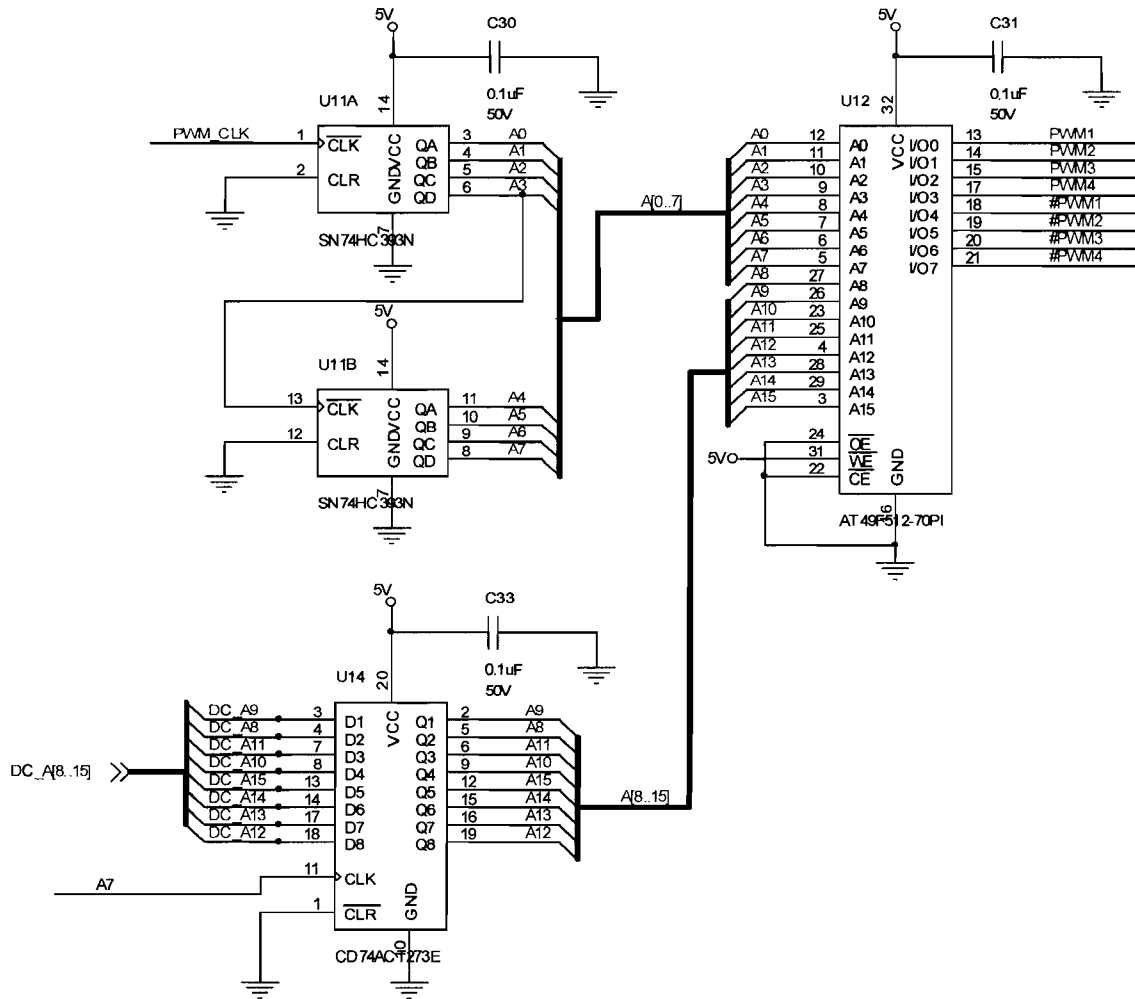 5V
C30
0.1uF
50V
U11A
14
PWM_CLK
1
CLK
VCC
QA
3
A0
QB
4
A1
2
CLR
GND
QC
5
A2
QD
6
A3
7
SN74HC393N
5V
U11B
14
13
CLK
VCC
QA
11
A4
QB
10
A5
12
CLR
GND
QC
9
A6
QD
8
A7
7
SN74HC393N
A[0..7]
5V
C31
0.1uF
50V
U12
32
VCC
A0
12
A0
A1
11
A1
A2
10
A2
A3
9
A3
A4
8
A4
A5
7
A5
A6
6
A6
A7
5
A7
A8
27
A8
A9
26
A9
A10
23
A10
A11
25
A11
A12
4
A12
A13
28
A13
A14
29
A14
A15
3
A15
I/O0
13
PWM1
I/O1
14
PWM2
I/O2
15
PWM3
I/O3
17
PWM4
I/O4
18
#PWM1
I/O5
19
#PWM2
I/O6
20
#PWM3
I/O7
21
#PWM4
24
OE
5V
31
WE
22
CE
GND
16
AT49F512-70PI
5V
C33
0.1uF
50V
U14
20
VCC
DC_A[8..15]
DC_A9
3
D1
Q1
2
A9
DC_A8
4
D2
Q2
5
A8
DC_A11
7
D3
Q3
6
A11
DC_A10
8
D4
Q4
9
A10
DC_A15
13
D5
Q5
12
A15
DC_A14
14
D6
Q6
15
A14
DC_A13
17
D7
Q7
16
A13
DC_A12
18
D8
Q8
19
A12
A[8..15]
A7
11
CLK
1
CLR
GND
10
CD74ACT273E